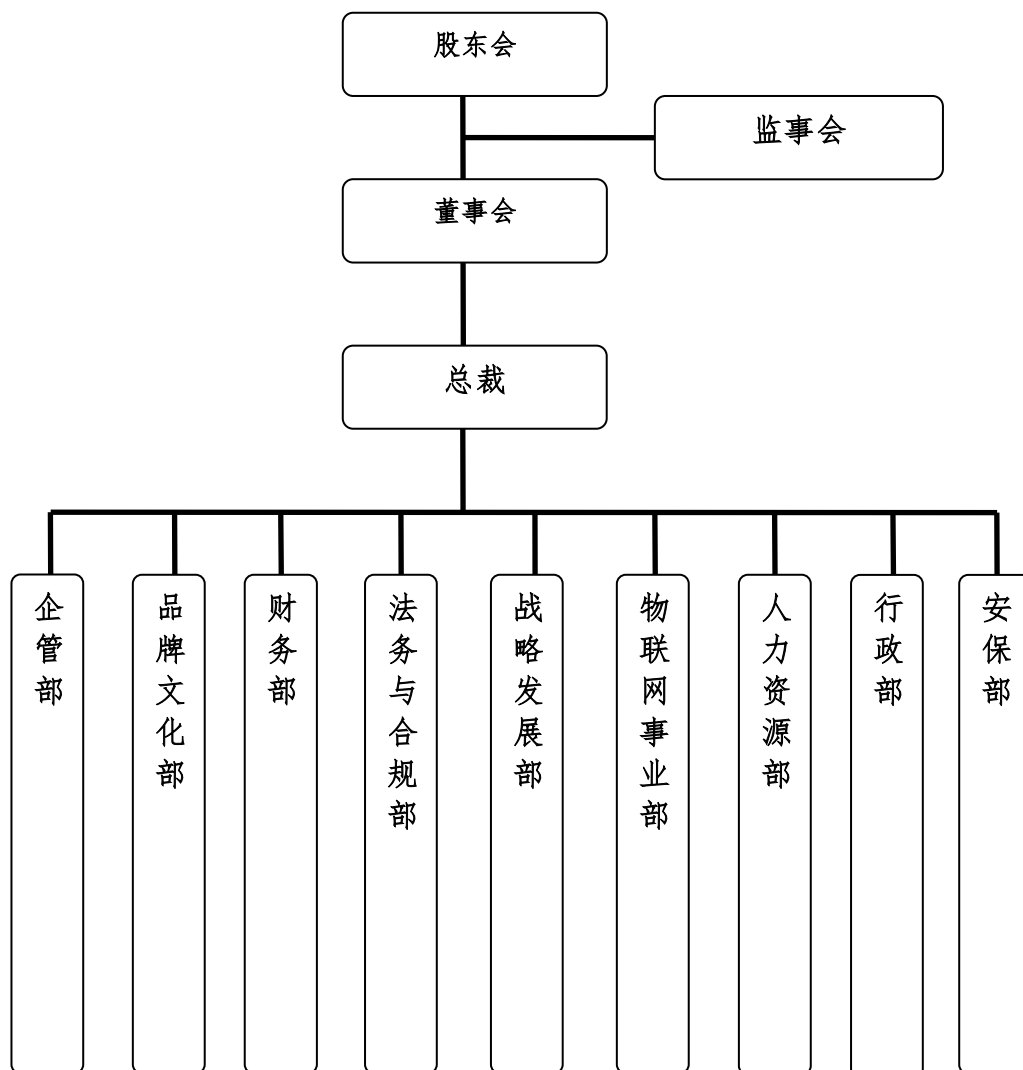 股东会
监事会
董事会
总裁
企管部
品牌文化部
财务部
法务与合规部
战略发展部
物联网事业部
人力资源部
行政部
安保部